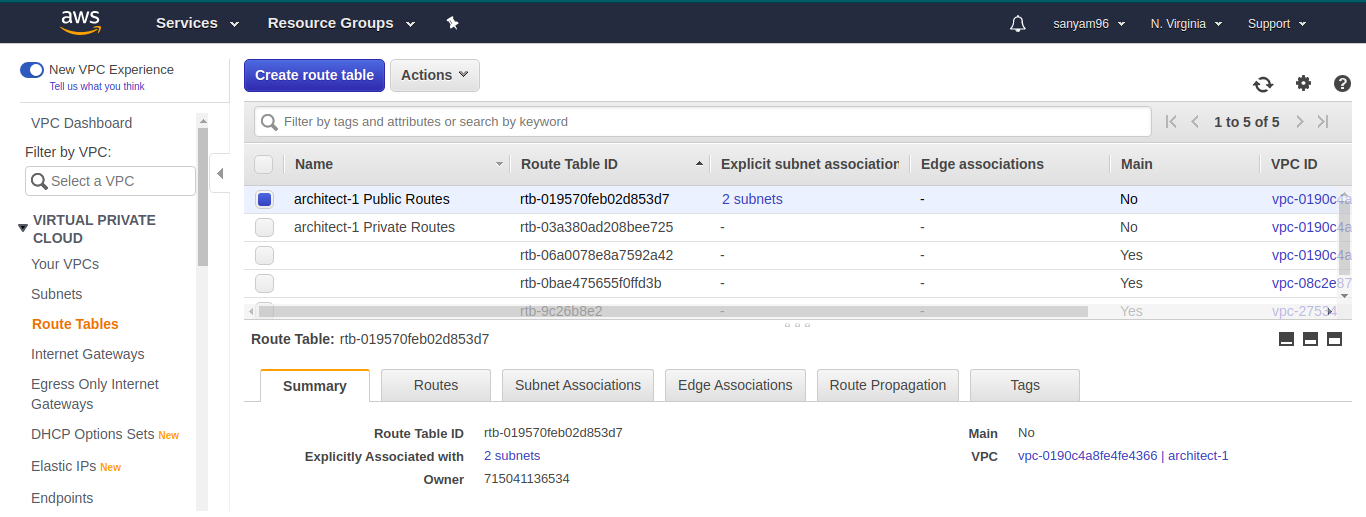 aws Services Resource Groups sanyam96 N. Virginia Support
New VPC Experience
Tell us what you think
VPC Dashboard
Filter by VPC:
Select a VPC
VIRTUAL PRIVATE
CLOUD
Your VPCs
Subnets
Route Tables
Internet Gateways
Egress Only Internet
Gateways
DHCP Options Sets New
Elastic IPs New
Endpoints
Create route table Actions
Filter by tags and attributes or search by keyword 1 to 5 of 5
Name Route Table ID Explicit subnet association Edge associations Main VPC ID
architect-1 Public Routes rtb-019570feb02d853d7 2 subnets - No vpc-0190c4a
architect-1 Private Routes rtb-03a380ad208bee725 - - No vpc-0190c4a
rtb-06a0078e8a7592a42 - - Yes vpc-0190c4a
rtb-0bae475655f0ffd3b - - Yes vpc-08c2e87
rtb-9c26b8e2 - - Yes vpc-27534
Route Table: rtb-019570feb02d853d7
Summary Routes Subnet Associations Edge Associations Route Propagation Tags
Route Table ID rtb-019570feb02d853d7 Main No
Explicitly Associated with 2 subnets VPC vpc-0190c4a8fe4fe4366 | architect-1
Owner 715041136534